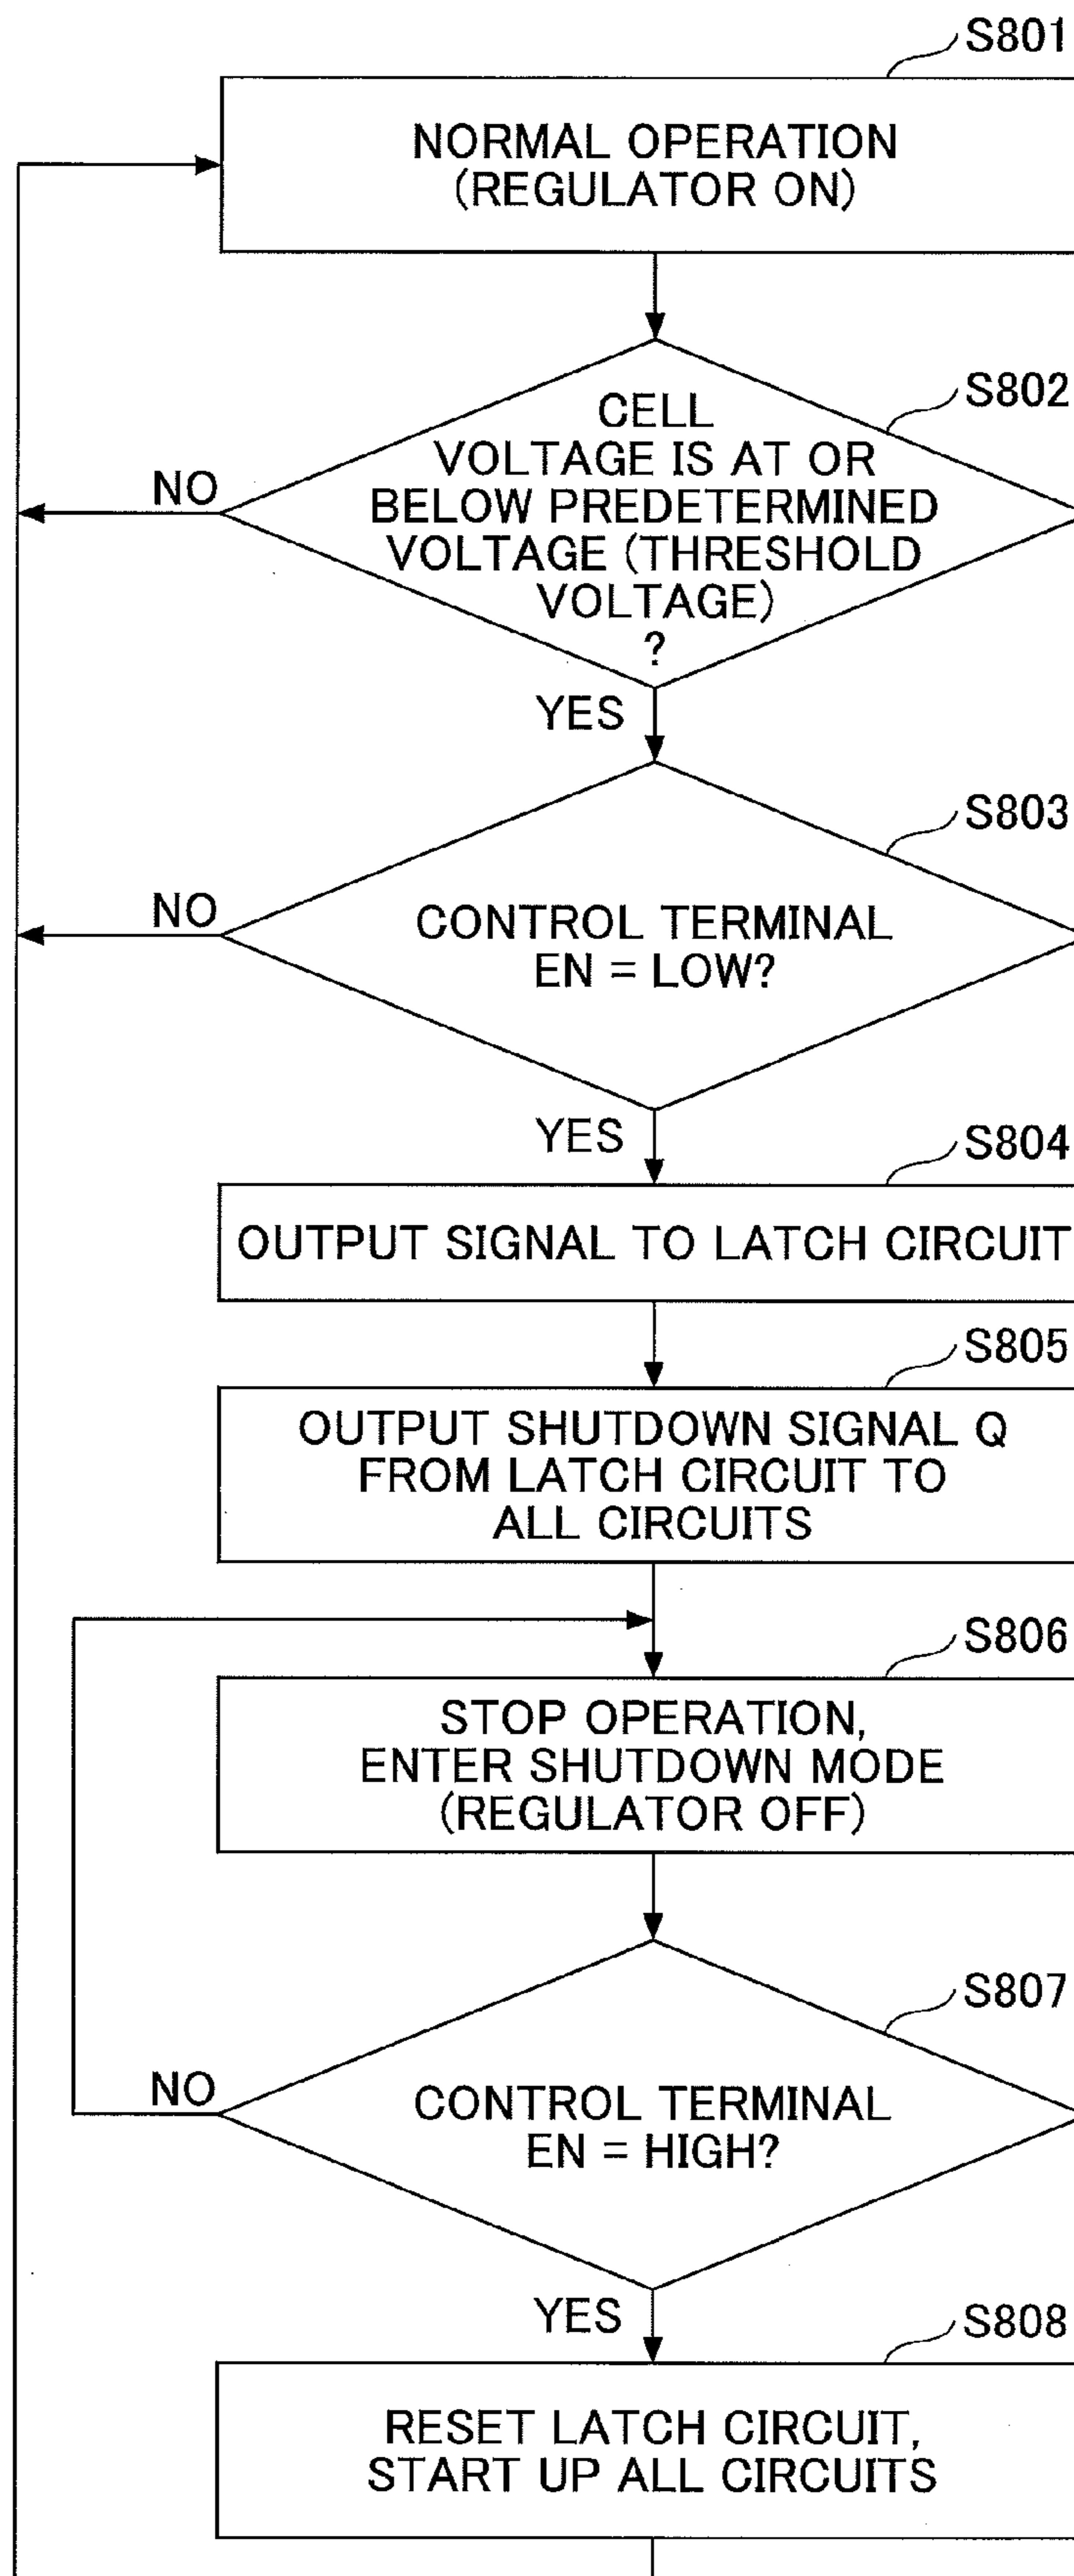 S801
NORMAL OPERATION
(REGULATOR ON)
S802
CELL
VOLTAGE IS AT OR
BELOW PREDETERMINED
VOLTAGE (THRESHOLD
VOLTAGE)
?
NO
YES
S803
CONTROL TERMINAL
EN = LOW?
NO
YES
S804
OUTPUT SIGNAL TO LATCH CIRCUIT
S805
OUTPUT SHUTDOWN SIGNAL Q
FROM LATCH CIRCUIT TO
ALL CIRCUITS
S806
STOP OPERATION,
ENTER SHUTDOWN MODE
(REGULATOR OFF)
S807
CONTROL TERMINAL
EN = HIGH?
NO
YES
S808
RESET LATCH CIRCUIT,
START UP ALL CIRCUITS